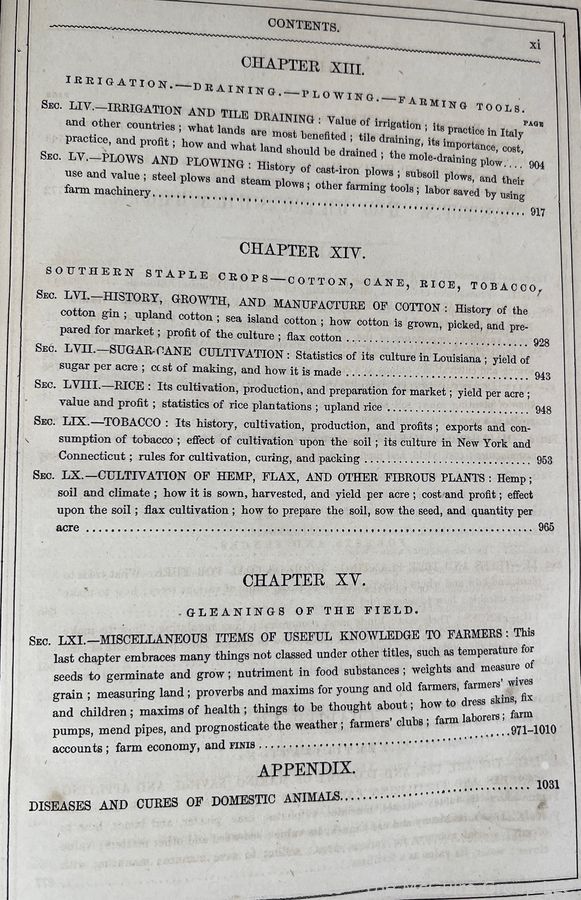 CONTENTS.
xi
CHAPTER XIII.
IRRIGATION.—DRAINING.—PLOWING.—FARMING TOOLS.
PAGE
SEC. LIV.—IRRIGATION AND TILE DRAINING: Value of irrigation; its practice in Italy
and other countries; what lands are most benefited; tile draining, its importance, cost,
practice, and profit; how and what land should be drained; the mole-draining plow.... 904
SEC. LV.—PLOWS AND PLOWING: History of cast-iron plows; subsoil plows, and their
use and value; steel plows and steam plows; other farming tools; labor saved by using
farm machinery........ 917
CHAPTER XIV.
SOUTHERN STAPLE CROPS—COTTON, CANE, RICE, TOBACCO,
SEC. LVI.—HISTORY, GROWTH, AND MANUFACTURE OF COTTON: History of the
cotton gin; upland cotton; sea island cotton; how cotton is grown, picked, and pre-
pared for market; profit of the culture; flax cotton........ 928
SEC. LVII.—SUGAR-CANE CULTIVATION: Statistics of its culture in Louisiana; yield of
sugar per acre; cost of making, and how it is made........ 943
SEC. LVIII.—RICE: Its cultivation, production, and preparation for market; yield per acre;
value and profit; statistics of rice plantations; upland rice........ 948
SEC. LIX.—TOBACCO: Its history, cultivation, production, and profits; exports and con-
sumption of tobacco; effect of cultivation upon the soil; its culture in New York and
Connecticut; rules for cultivation, curing, and packing........ 953
SEC. LX.—CULTIVATION OF HEMP, FLAX, AND OTHER FIBROUS PLANTS: Hemp;
soil and climate; how it is sown, harvested, and yield per acre; cost and profit; effect
upon the soil; flax cultivation; how to prepare the soil, sow the seed, and quantity per
acre........ 965
CHAPTER XV.
GLEANINGS OF THE FIELD.
SEC. LXI.—MISCELLANEOUS ITEMS OF USEFUL KNOWLEDGE TO FARMERS: This
last chapter embraces many things not classed under other titles, such as temperature for
seeds to germinate and grow; nutriment in food substances; weights and measure of
grain; measuring land; proverbs and maxims for young and old farmers, farmers' wives
and children; maxims of health; things to be thought about; how to dress skins, fix
pumps, mend pipes, and prognosticate the weather; farmers' clubs; farm laborers; farm
accounts; farm economy, and FINIS........971-1010
APPENDIX.
DISEASES AND CURES OF DOMESTIC ANIMALS........ 1031